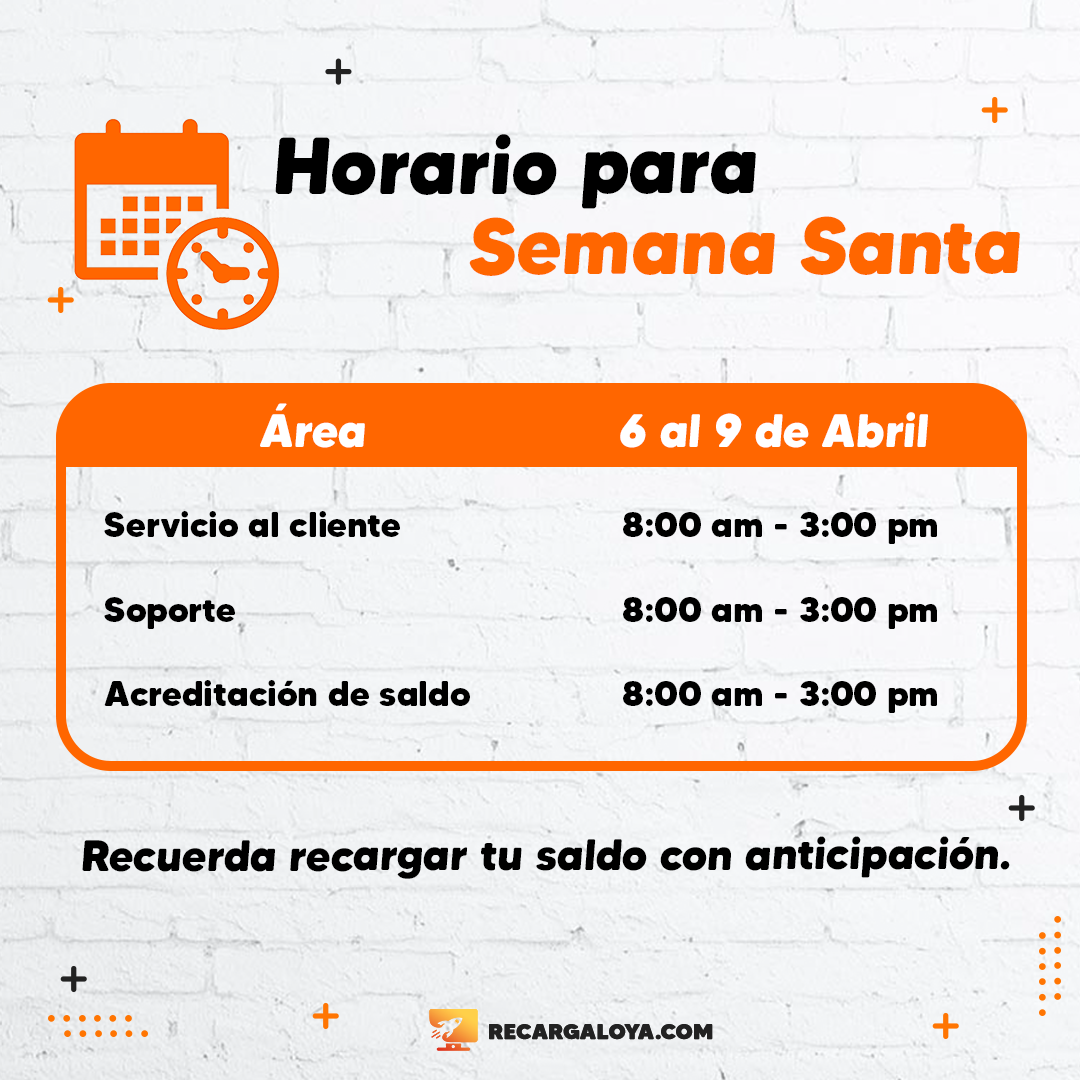 Horario para
Semana Santa
Área 6 al 9 de Abril
Servicio al cliente 8:00 am - 3:00 pm
Soporte 8:00 am - 3:00 pm
Acreditación de saldo 8:00 am - 3:00 pm
Recuerda recargar tu saldo con anticipación.
RECARGALOYA.COM